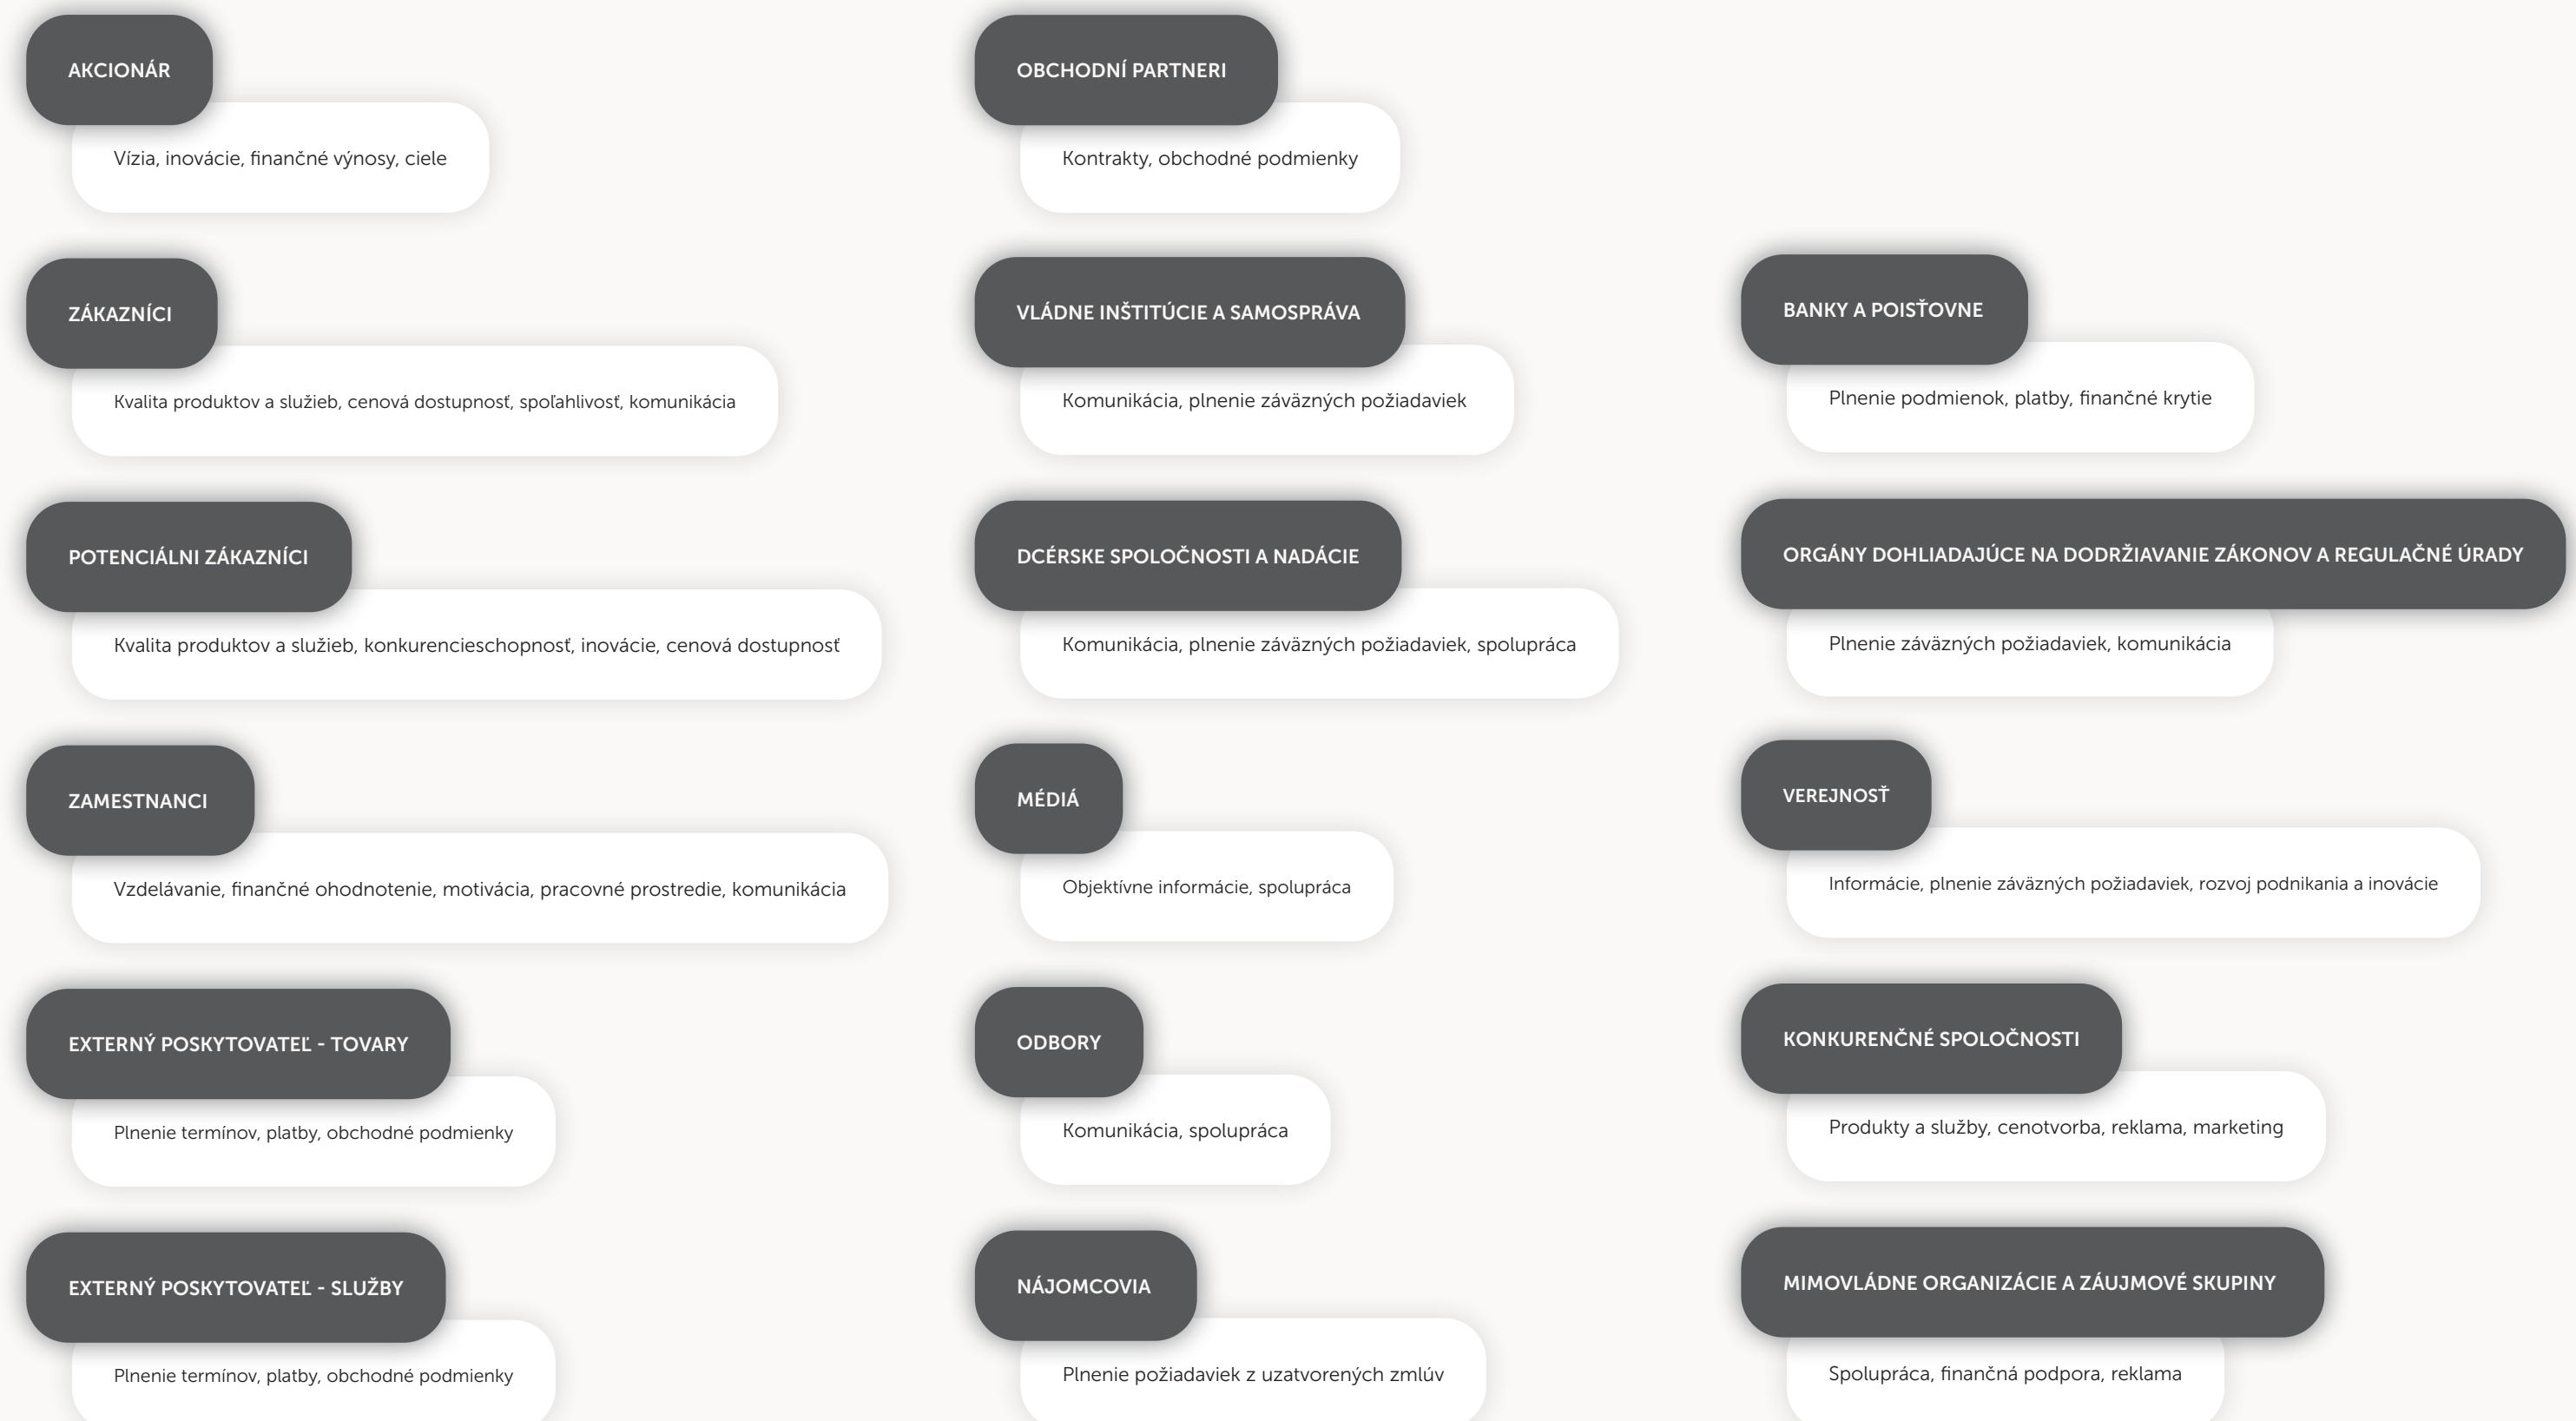 AKCIONÁR
Vízia, inovácie, finančné výnosy, ciele
ZÁKAZNÍCI
Kvalita produktov a služieb, cenová dostupnosť, spoľahlivosť, komunikácia
POTENCIÁLNI ZÁKAZNÍCI
Kvalita produktov a služieb, konkurencieschopnosť, inovácie, cenová dostupnosť
ZAMESTNANCI
Vzdelávanie, finančné ohodnotenie, motivácia, pracovné prostredie, komunikácia
EXTERNÝ POSKYTOVATEĽ - TOVARY
Plnenie termínov, platby, obchodné podmienky
EXTERNÝ POSKYTOVATEĽ - SLUŽBY
Plnenie termínov, platby, obchodné podmienky
OBCHODNÍ PARTNERI
Kontrakty, obchodné podmienky
VLÁDNE INŠTITÚCIE A SAMOSPRÁVA
Komunikácia, plnenie záväzných požiadaviek
DCÉRSKE SPOLOČNOSTI A NADÁCIE
Komunikácia, plnenie záväzných požiadaviek, spolupráca
MÉDIÁ
Objektívne informácie, spolupráca
ODBORY
Komunikácia, spolupráca
NÁJOMCOVIA
Plnenie požiadaviek z uzatvorených zmlúv
BANKY A POISŤOVNE
Plnenie podmienok, platby, finančné krytie
ORGÁNY DOHLIADAJÚCE NA DODRŽIAVANIE ZÁKONOV A REGULAČNÉ ÚRADY
Plnenie záväzných požiadaviek, komunikácia
VEREJNOSŤ
Informácie, plnenie záväzných požiadaviek, rozvoj podnikania a inovácie
KONKURENČNÉ SPOLOČNOSTI
Produkty a služby, cenotvorba, reklama, marketing
MIMOVLÁDNE ORGANIZÁCIE A ZÁUJMOVÉ SKUPINY
Spolupráca, finančná podpora, reklama